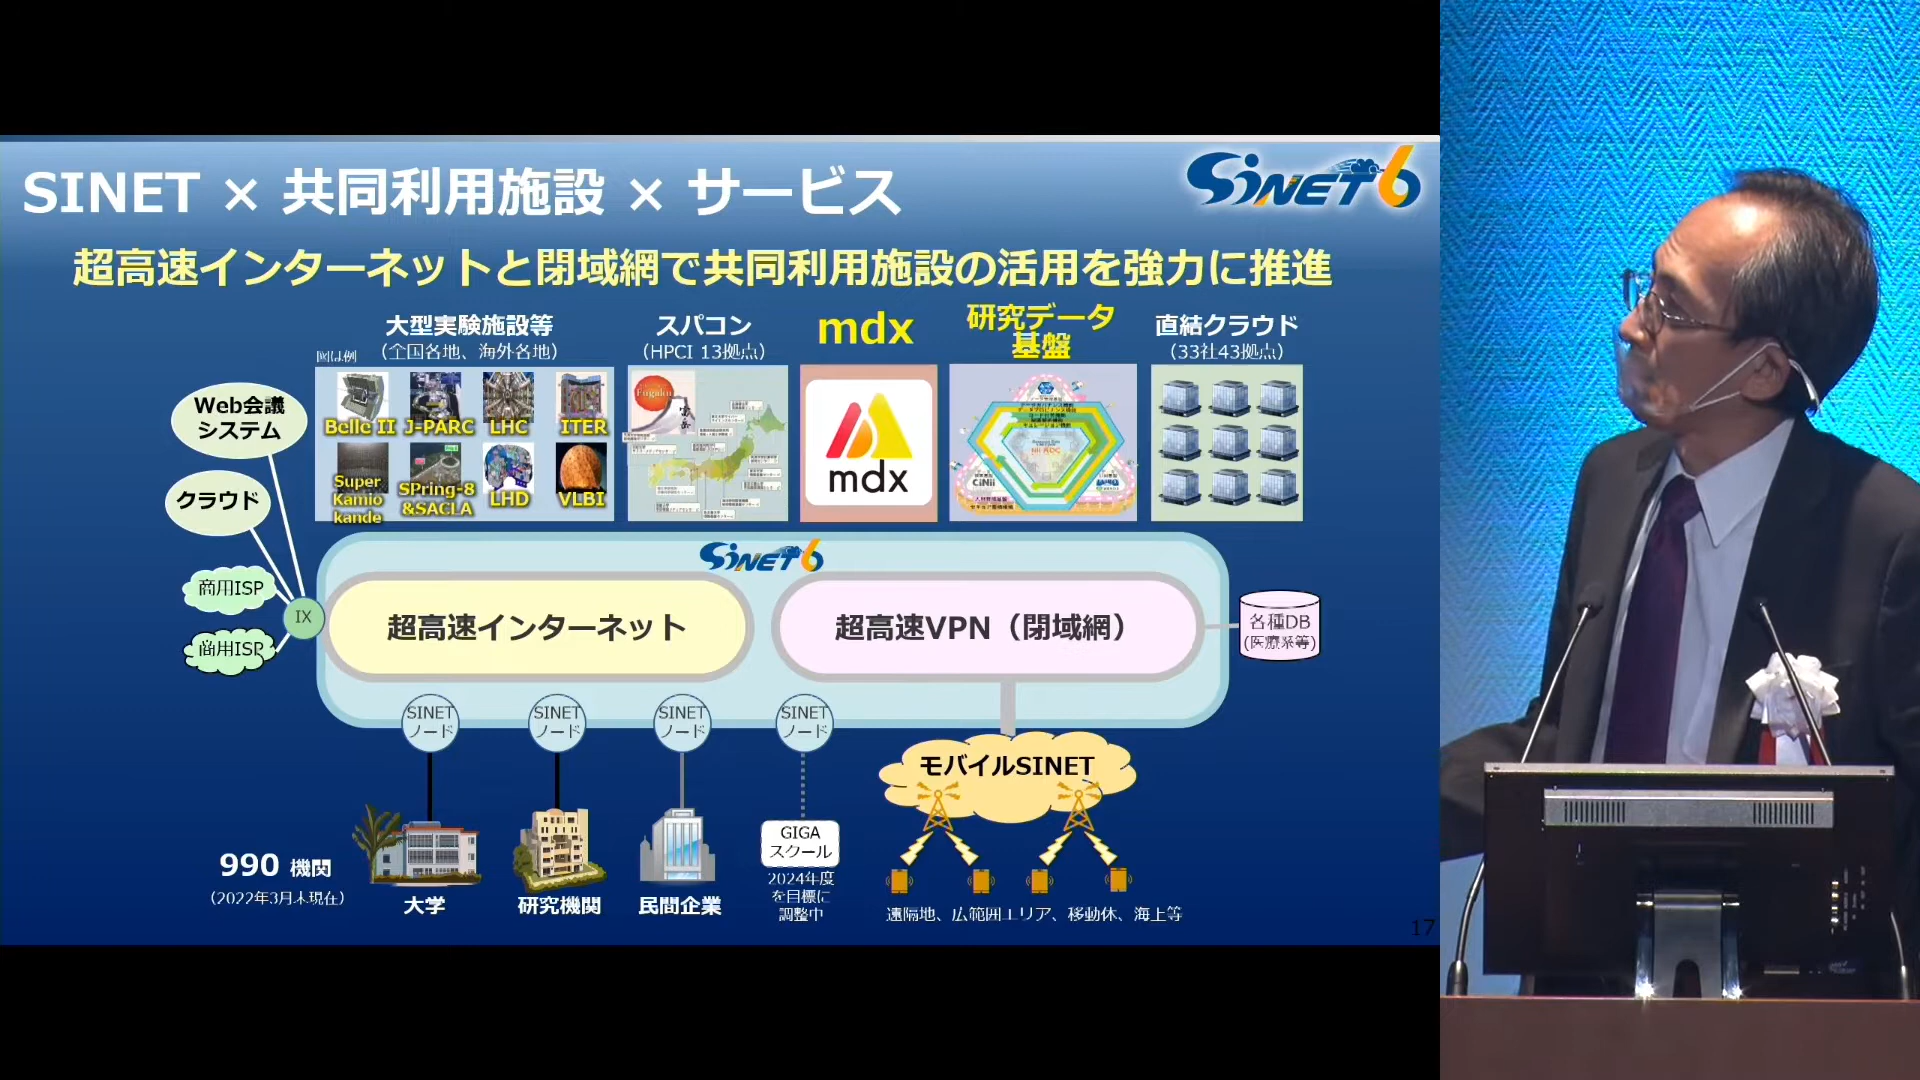 SINET × 共同利用施設 × サービス
SINET6
超高速インターネットと閉域網で共同利用施設の活用を強力に推進
大型実験施設等
（全国各地、海外各地）
図は例
スパコン
（HPCI 13拠点）
mdx
研究データ
基盤
直結クラウド
（33社43拠点）
Belle II
J-PARC
LHC
ITER
Super
Kamio
kande
SPring-8
&SACLA
LHD
VLBI
Fugaku
富岳
mdx
NII RDC
CiNii
Web会議
システム
クラウド
商用ISP
商用ISP
IX
SINET6
超高速インターネット
超高速VPN（閉域網）
各種DB
（医療系等）
SINET
ノード
SINET
ノード
SINET
ノード
SINET
ノード
モバイルSINET
GIGA
スクール
2024年度
を目標に
調整中
990 機関
（2022年3月末現在）
大学
研究機関
民間企業
遠隔地、広範囲エリア、移動体、海上等
17